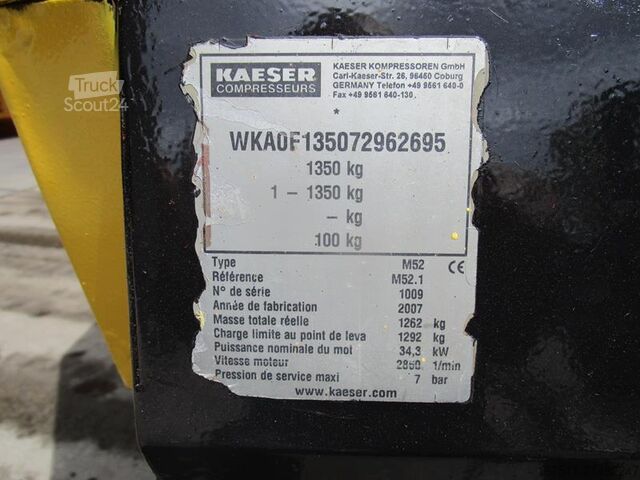 Truck
Scout24
KAESER
COMPRESSEURS
KAESER KOMPRESSOREN GmbH
Carl-Kaeser-Str. 26, 96450 Coburg
GERMANY Telefon +49 9561 640-0
Fax +49 9561 640-130
*
WKA0F135072962695
1350 kg
1 – 1350 kg
– kg
100 kg
Type M52 CE
Référence M52.1
N° de série 1009
Année de fabrication 2007
Masse totale réelle 1262 kg
Charge limite au point de leva 1292 kg
Puissance nominale du mot 34,3 kW
Vitesse moteur 2850 1/min
Pression de service maxi 7 bar
www.kaeser.com